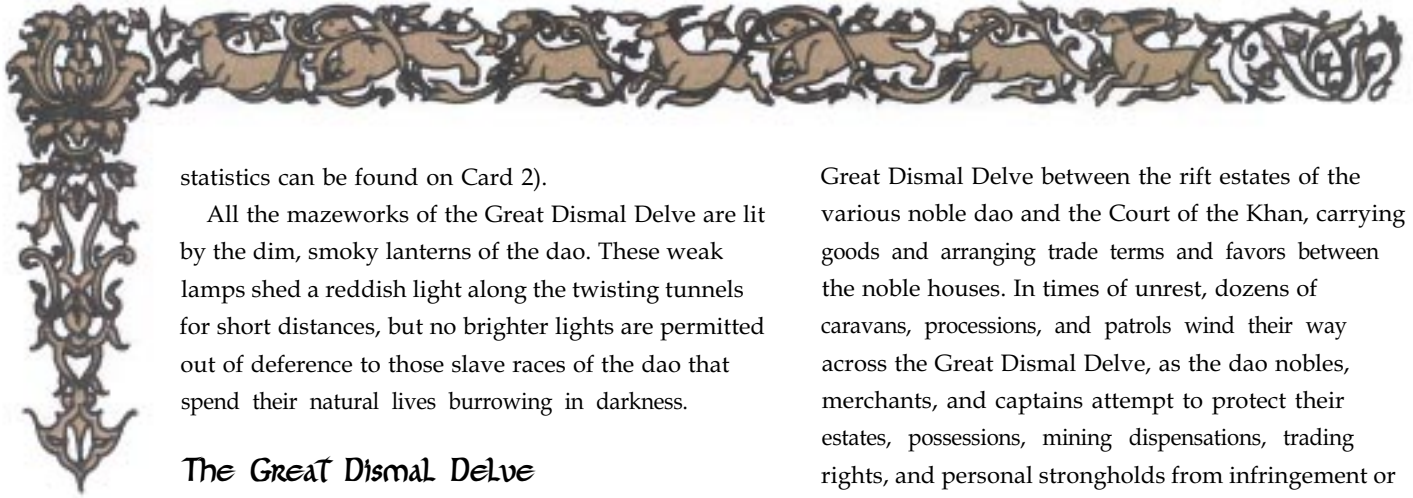 statistics can be found on Card 2).
All the mazeworks of the Great Dismal Delve are lit
by the dim, smoky lanterns of the dao. These weak
lamps shed a reddish light along the twisting tunnels
for short distances, but no brighter lights are permitted
out of deference to those slave races of the dao that
spend their natural lives burrowing in darkness.
The Great Dismal Delve
Great Dismal Delve between the rift estates of the
various noble dao and the Court of the Khan, carrying
goods and arranging trade terms and favors between
the noble houses. In times of unrest, dozens of
caravans, processions, and patrols wind their way
across the Great Dismal Delve, as the dao nobles,
merchants, and captains attempt to protect their
estates, possessions, mining dispensations, trading
rights, and personal strongholds from infringement or